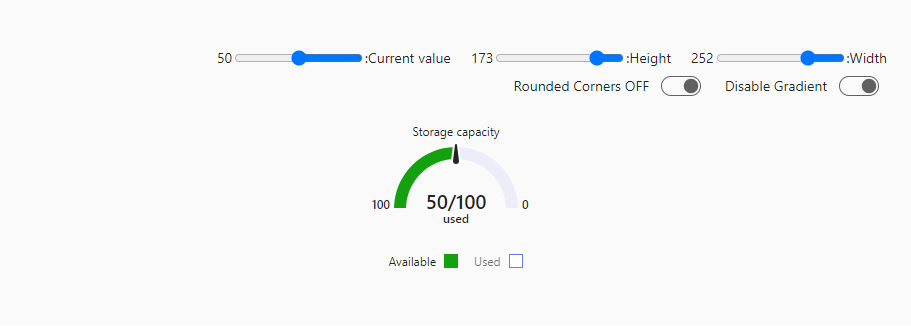 50 :Current value 173 :Height 252 :Width
Rounded Corners OFF Disable Gradient
Storage capacity
100 50/100 0
used
Available Used